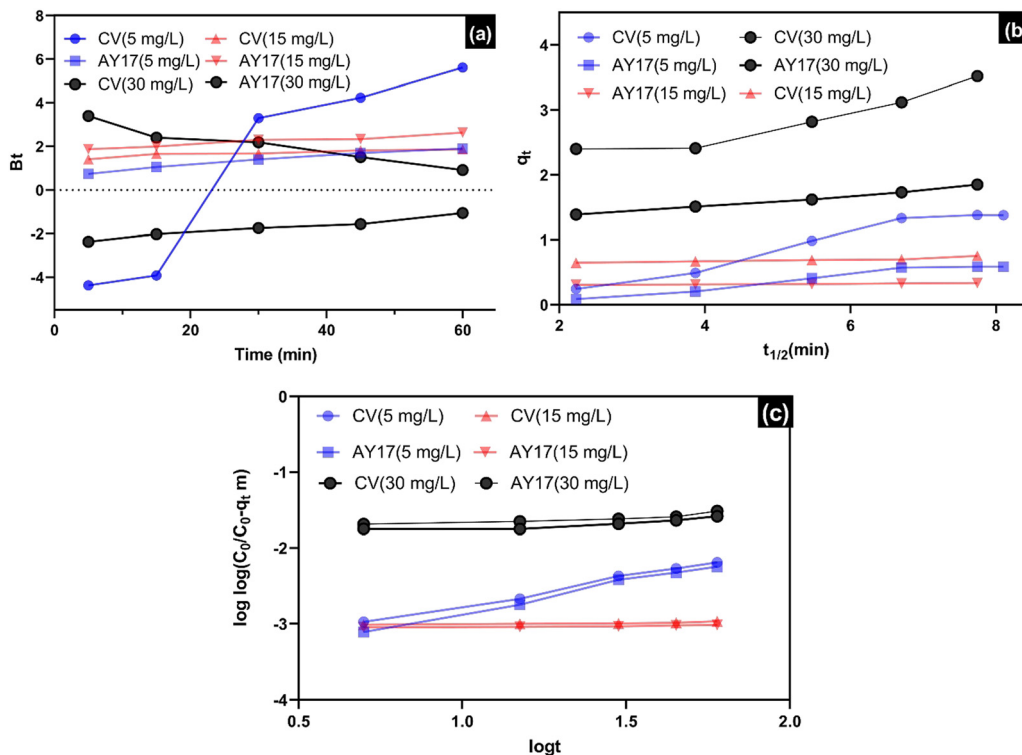 (a)
CV(5 mg/L) CV(15 mg/L)
AY17(5 mg/L) AY17(15 mg/L)
CV(30 mg/L) AY17(30 mg/L)
8
6
4
2
0
-2
-4
Bt
0 20 40 60
Time (min)
(b)
CV(5 mg/L) CV(30 mg/L)
AY17(5 mg/L) AY17(30 mg/L)
AY17(15 mg/L) CV(15 mg/L)
4
3
2
1
0
qt
2 4 6 8
t1/2(min)
(c)
CV(5 mg/L) CV(15 mg/L)
AY17(5 mg/L) AY17(15 mg/L)
CV(30 mg/L) AY17(30 mg/L)
0
-1
-2
-3
-4
log log(C0/C0-qt m)
0.5 1.0 1.5 2.0
logt